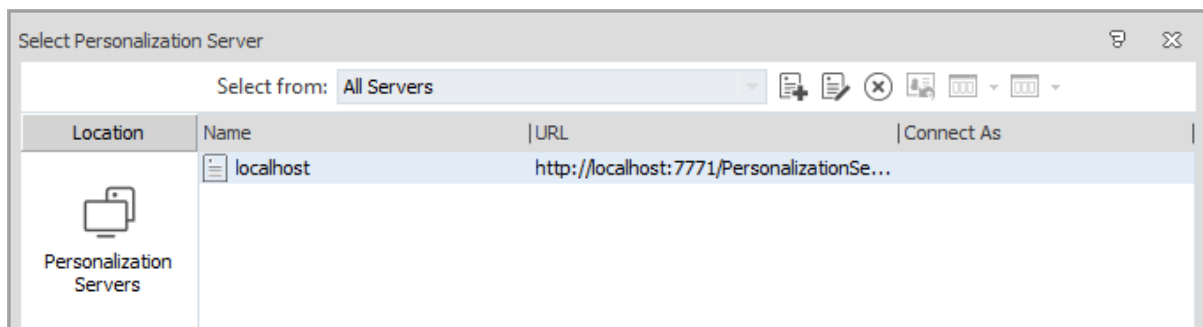 Select Personalization Server
Select from: All Servers
Location
Name
URL
Connect As
localhost
http://localhost:7771/PersonalizationSe...
Personalization
Servers